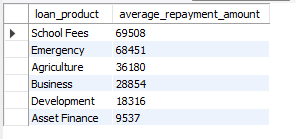 loan_product average_repayment_amount
School Fees 69508
Emergency 68451
Agriculture 36180
Business 28854
Development 18316
Asset Finance 9537